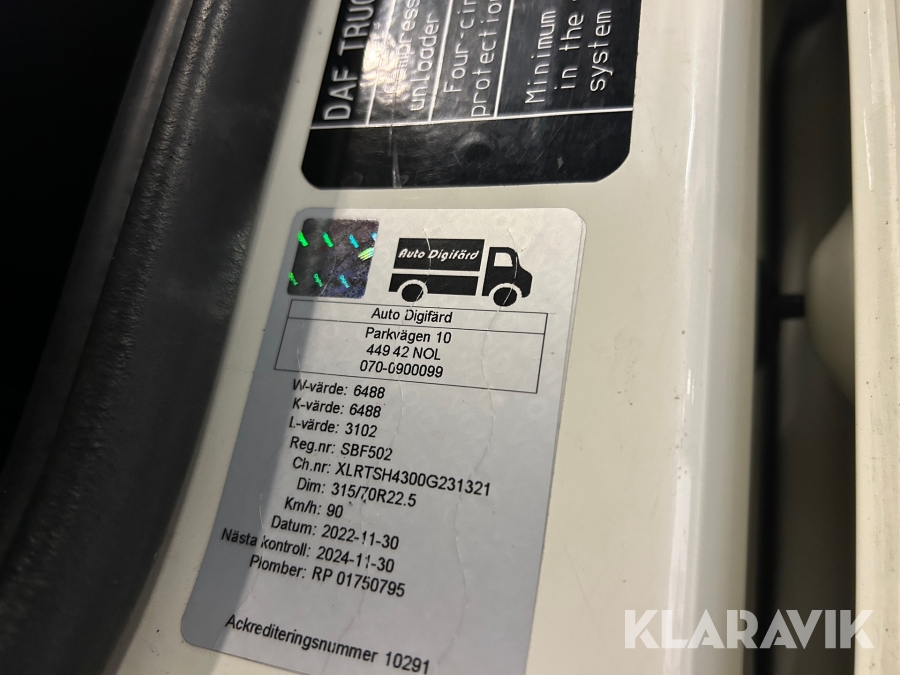 DAF TRUC
unloader
Four-cir
protection
Minimum
in the
system
Auto Digifärd
Auto Digifärd
Parkvägen 10
449 42 NOL
070-0900099
W-värde: 6488
K-värde: 6488
L-värde: 3102
Reg.nr: SBF502
Ch.nr: XLRTSH4300G231321
Dim: 315/70R22.5
Km/h: 90
Datum: 2022-11-30
Nästa kontroll: 2024-11-30
Plomber: RP 01750795
Ackrediteringsnummer 10291
KLARAVIK